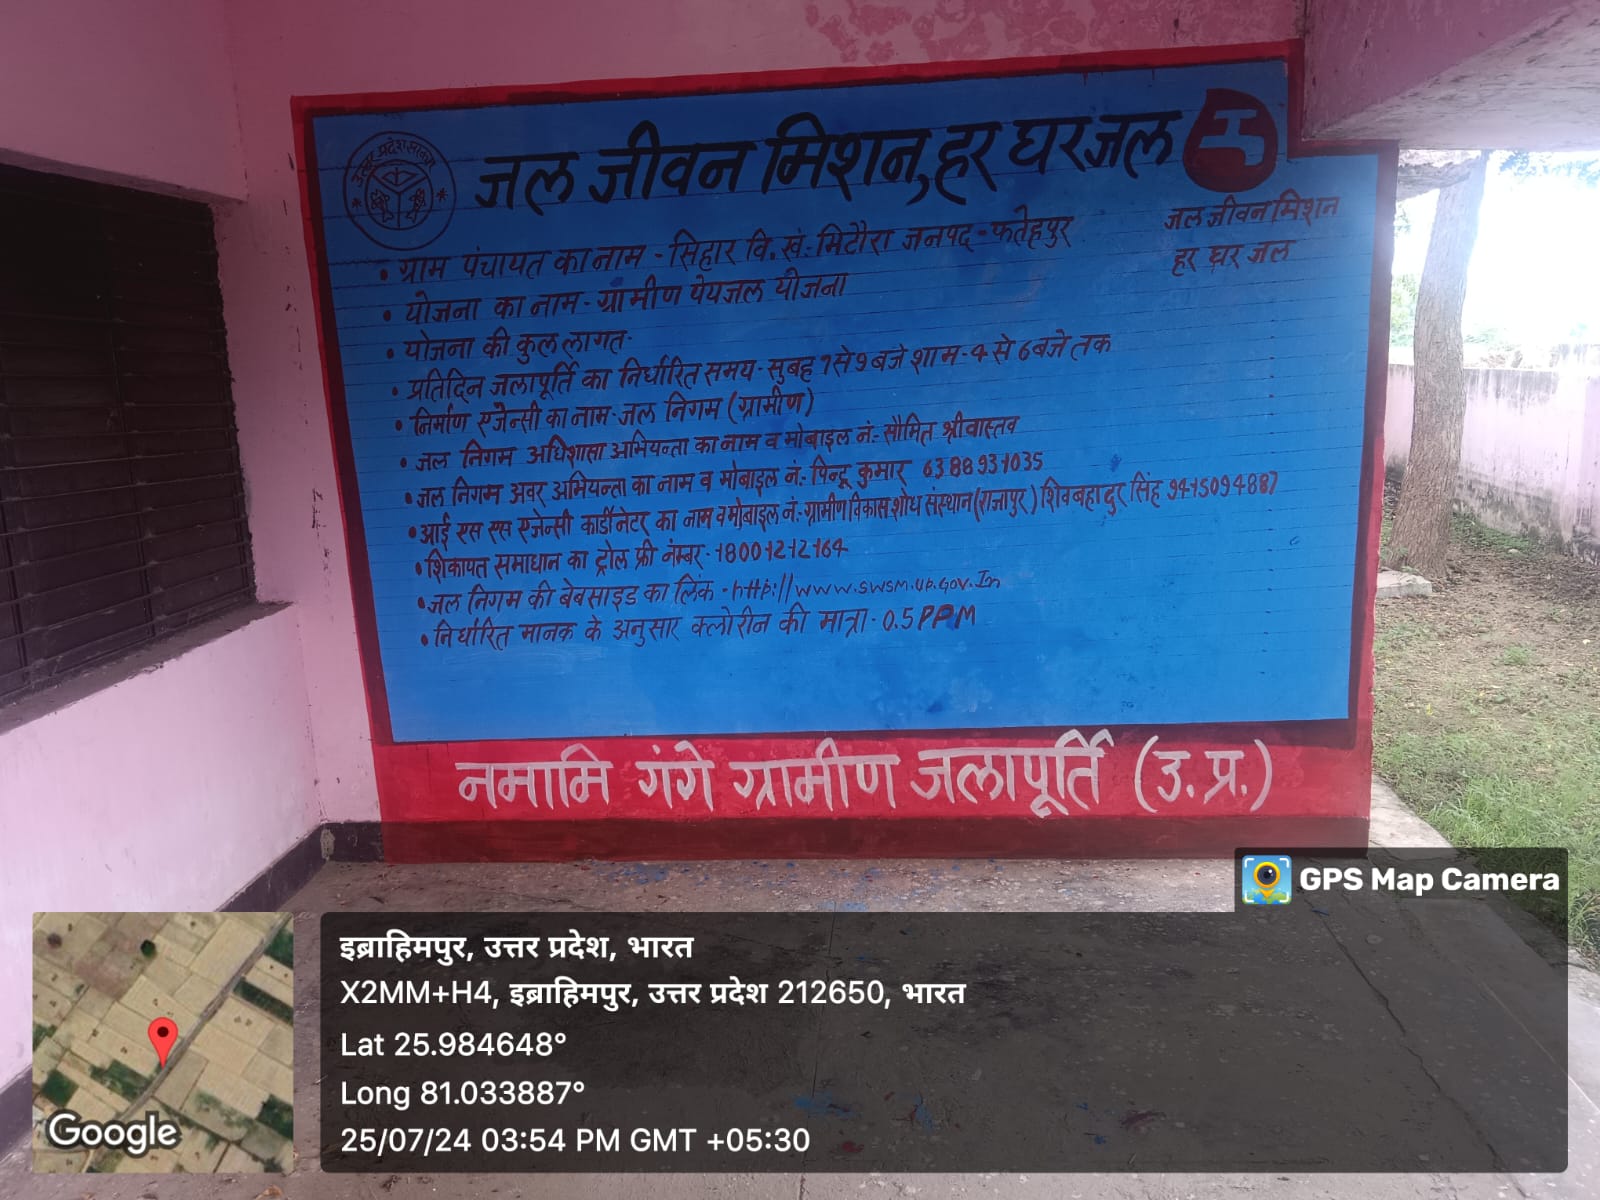 उत्तर प्रदेश सरकार
जल जीवन मिशन, हर घर जल
जल जीवन मिशन
हर घर जल
• ग्राम पंचायत का नाम - सिहार वि. खं:- मिटौरा जनपद - फतेहपुर
• योजना का नाम - ग्रामीण पेयजल योजना
• योजना की कुल लागत-
• प्रतिदिन जलापूर्ति का निर्धारित समय - सुबह 7 से 9 बजे शाम - 4 से 6 बजे तक
• निर्माण एजेन्सी का नाम - जल निगम (ग्रामीण)
• जल निगम अधिशासा अभियन्ता का नाम व मोबाइल नं:- सौमित श्रीवास्तव
• जल निगम अवर अभियन्ता का नाम व मोबाइल नं:- पिन्टू कुमार 6388931035
• आई एस एस एजेन्सी कार्डीनेटर का नाम व मोबाइल नं:- ग्रामीण विकास शोध संस्थान (राजापुर) शिवबहादुर सिंह 9415094887
• शिकायत समाधान का ट्रोल फ्री नंम्बर - 18001212164
• जल निगम की बेवसाइड का लिंक - http://www.swsm.up.Gov.In
• निर्धारित मानक के अनुसार क्लोरीन की मात्रा - 0.5 PPM
नमामि गंगे ग्रामीण जलापूर्ति (उ.प्र.)
GPS Map Camera
इब्राहिमपुर, उत्तर प्रदेश, भारत
X2MM+H4, इब्राहिमपुर, उत्तर प्रदेश 212650, भारत
Lat 25.984648°
Long 81.033887°
25/07/24 03:54 PM GMT +05:30
Google